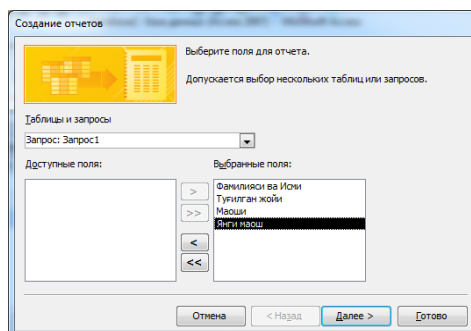 Создание отчетов
Выберите поля для отчета.
Допускается выбор нескольких таблиц или запросов.
Таблицы и запросы
Запрос: Запрос1
Доступные поля:
Выбранные поля:
>
>>
<
<<
Фамилияси ва Исми
Туғилган жойи
Маоши
Янги маош
Отмена
< Назад
Далее >
Готово